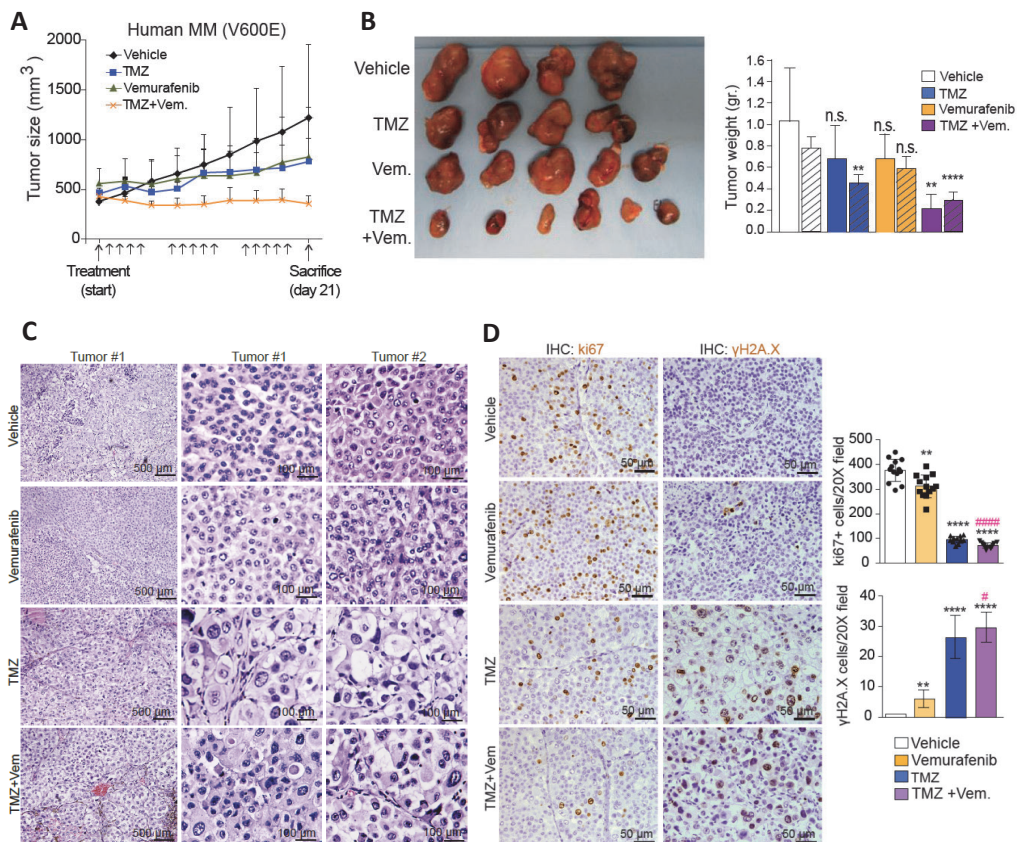 A
Human MM (V600E)
Tumor size (mm3)
2000
1500
1000
500
0
Vehicle
TMZ
Vemurafenib
TMZ+Vem.
Treatment
(start)
Sacrifice
(day 21)
B
Vehicle
TMZ
Vem.
TMZ
+Vem.
Tumor weight (gr.)
1.6
1.4
1.2
1.0
0.8
0.6
0.4
0.2
0.0
Vehicle
TMZ
Vemurafenib
TMZ +Vem.
n.s.
**
n.s.
n.s.
**
****
C
Tumor #1
Tumor #1
Tumor #2
Vehicle
500 µm
100 µm
100 µm
Vemurafenib
500 µm
100 µm
100 µm
TMZ
500 µm
100 µm
100 µm
TMZ+Vem
500 µm
100 µm
100 µm
D
IHC: ki67
IHC: γH2A.X
Vehicle
50 µm
50 µm
Vemurafenib
50 µm
50 µm
TMZ
50 µm
50 µm
TMZ+Vem
50 µm
50 µm
ki67+ cells/20X field
500
400
300
200
100
0
**
****
####
****
γH2A.X cells/20X field
40
30
20
10
0
**
****
#
****
Vehicle
Vemurafenib
TMZ
TMZ +Vem.